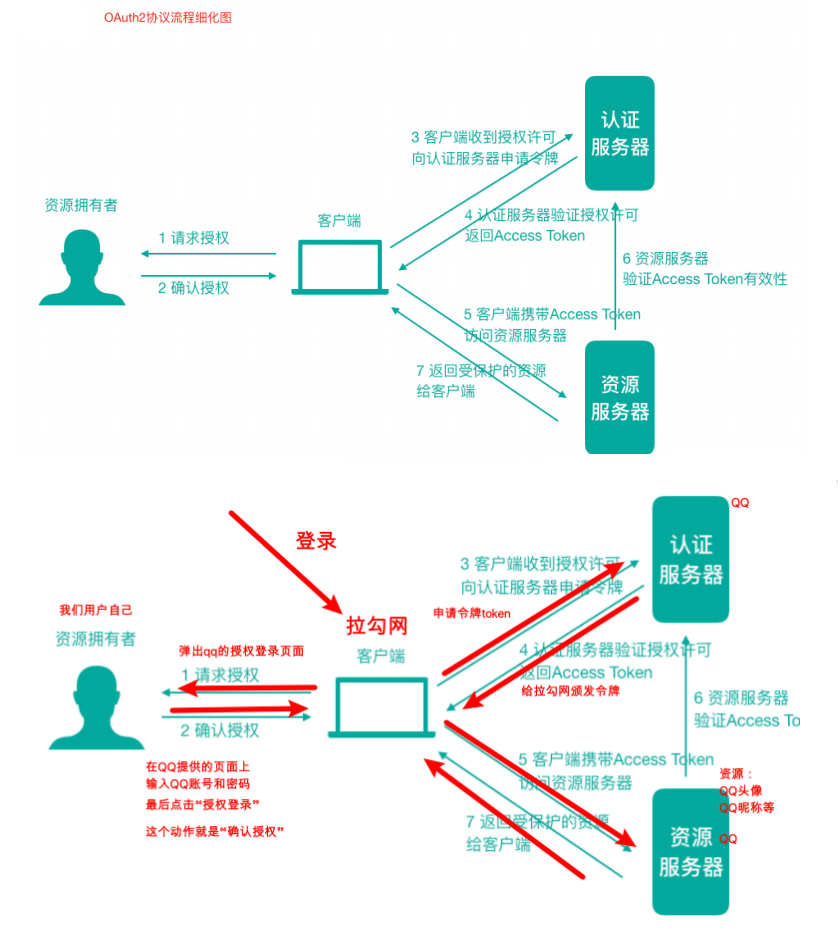 OAuth2协议流程细化图
认证
服务器
3 客户端收到授权许可
向认证服务器申请令牌
资源拥有者
客户端
4 认证服务器验证授权许可
返回Access Token
1 请求授权
2 确认授权
6 资源服务器
验证Access Token有效性
5 客户端携带Access Token
访问资源服务器
7 返回受保护的资源
给客户端
资源
服务器
QQ
登录
认证
服务器
3 客户端收到授权许可
向认证服务器申请令牌
我们用户自己
资源拥有者
拉勾网
客户端
申请令牌token
弹出qq的授权登录页面
1 请求授权
2 确认授权
4 认证服务器验证授权许可
返回Access Token
给拉勾网颁发令牌
6 资源服务器
验证Access To
在QQ提供的页面上
输入QQ账号和密码
最后点击“授权登录”
这个动作就是“确认授权”
5 客户端携带Access Token
访问资源服务器
资源：
QQ头像
QQ昵称等
7 返回受保护的资源
给客户端
QQ
资源
服务器